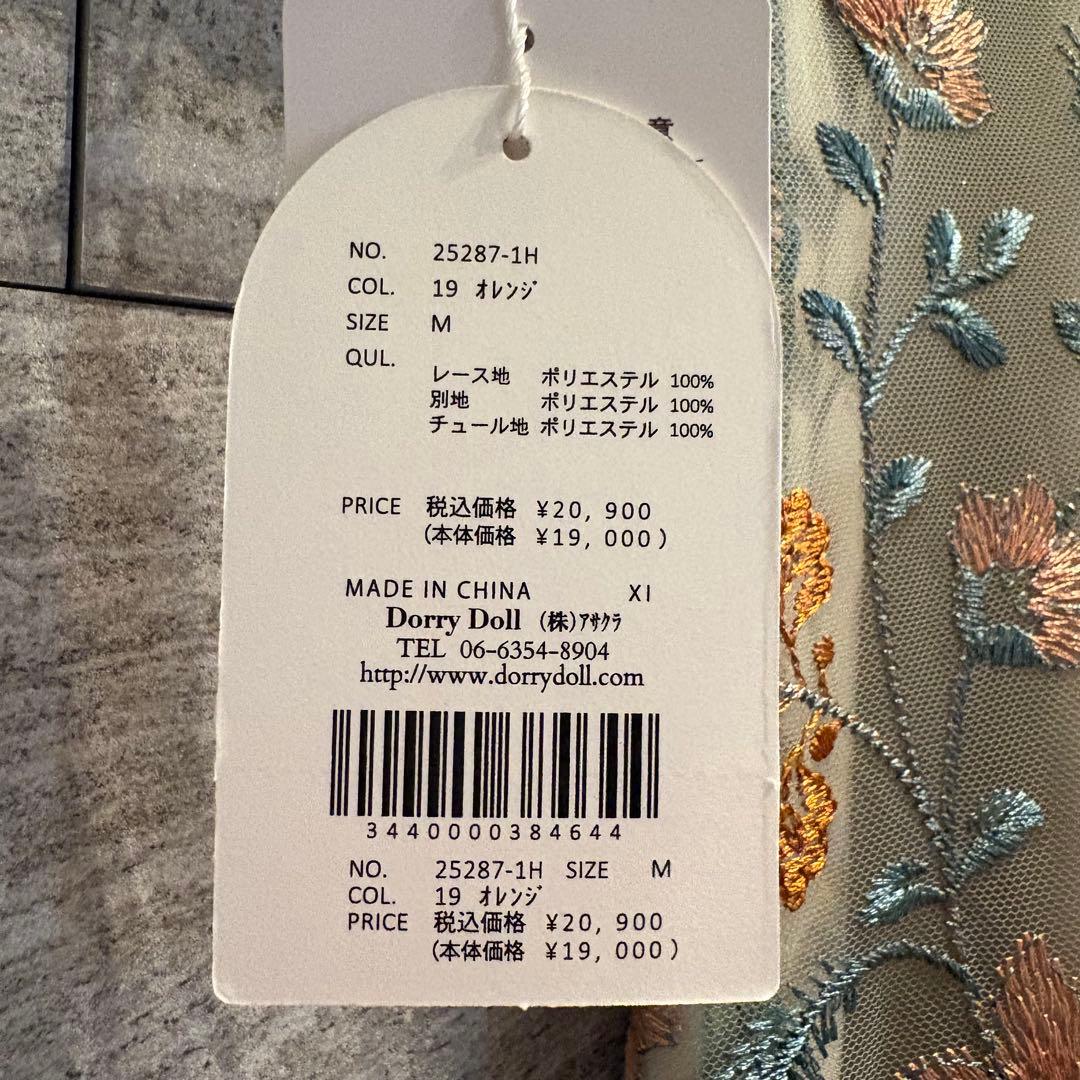 意
NO. 25287-1H
COL. 19 ｵﾚﾝｼﾞ
SIZE M
QUL.
レース地 ポリエステル 100%
別地 ポリエステル 100%
チュール地 ポリエステル 100%
PRICE 税込価格 ¥20, 900
(本体価格 ¥19, 000)
MADE IN CHINA XI
Dorry Doll (株)ｱｻｸﾗ
TEL 06-6354-8904
http://www.dorrydoll.com
3440000384644
NO. 25287-1H SIZE M
COL. 19 ｵﾚﾝｼﾞ
PRICE 税込価格 ¥20, 900
(本体価格 ¥19, 000)